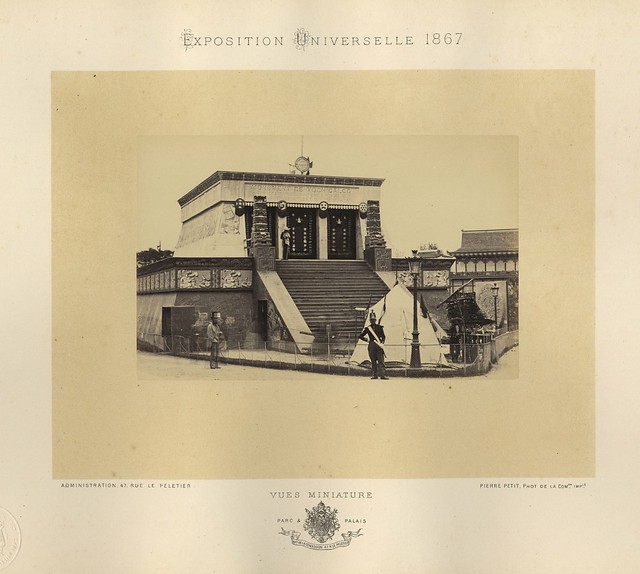 EXPOSITION UNIVERSELLE 1867
ADMINISTRATION, 47, RUE LE PELETIER
PIERRE PETIT. PHOT DE LA COMon IMPle
VUES MINIATURE
PARC & PALAIS